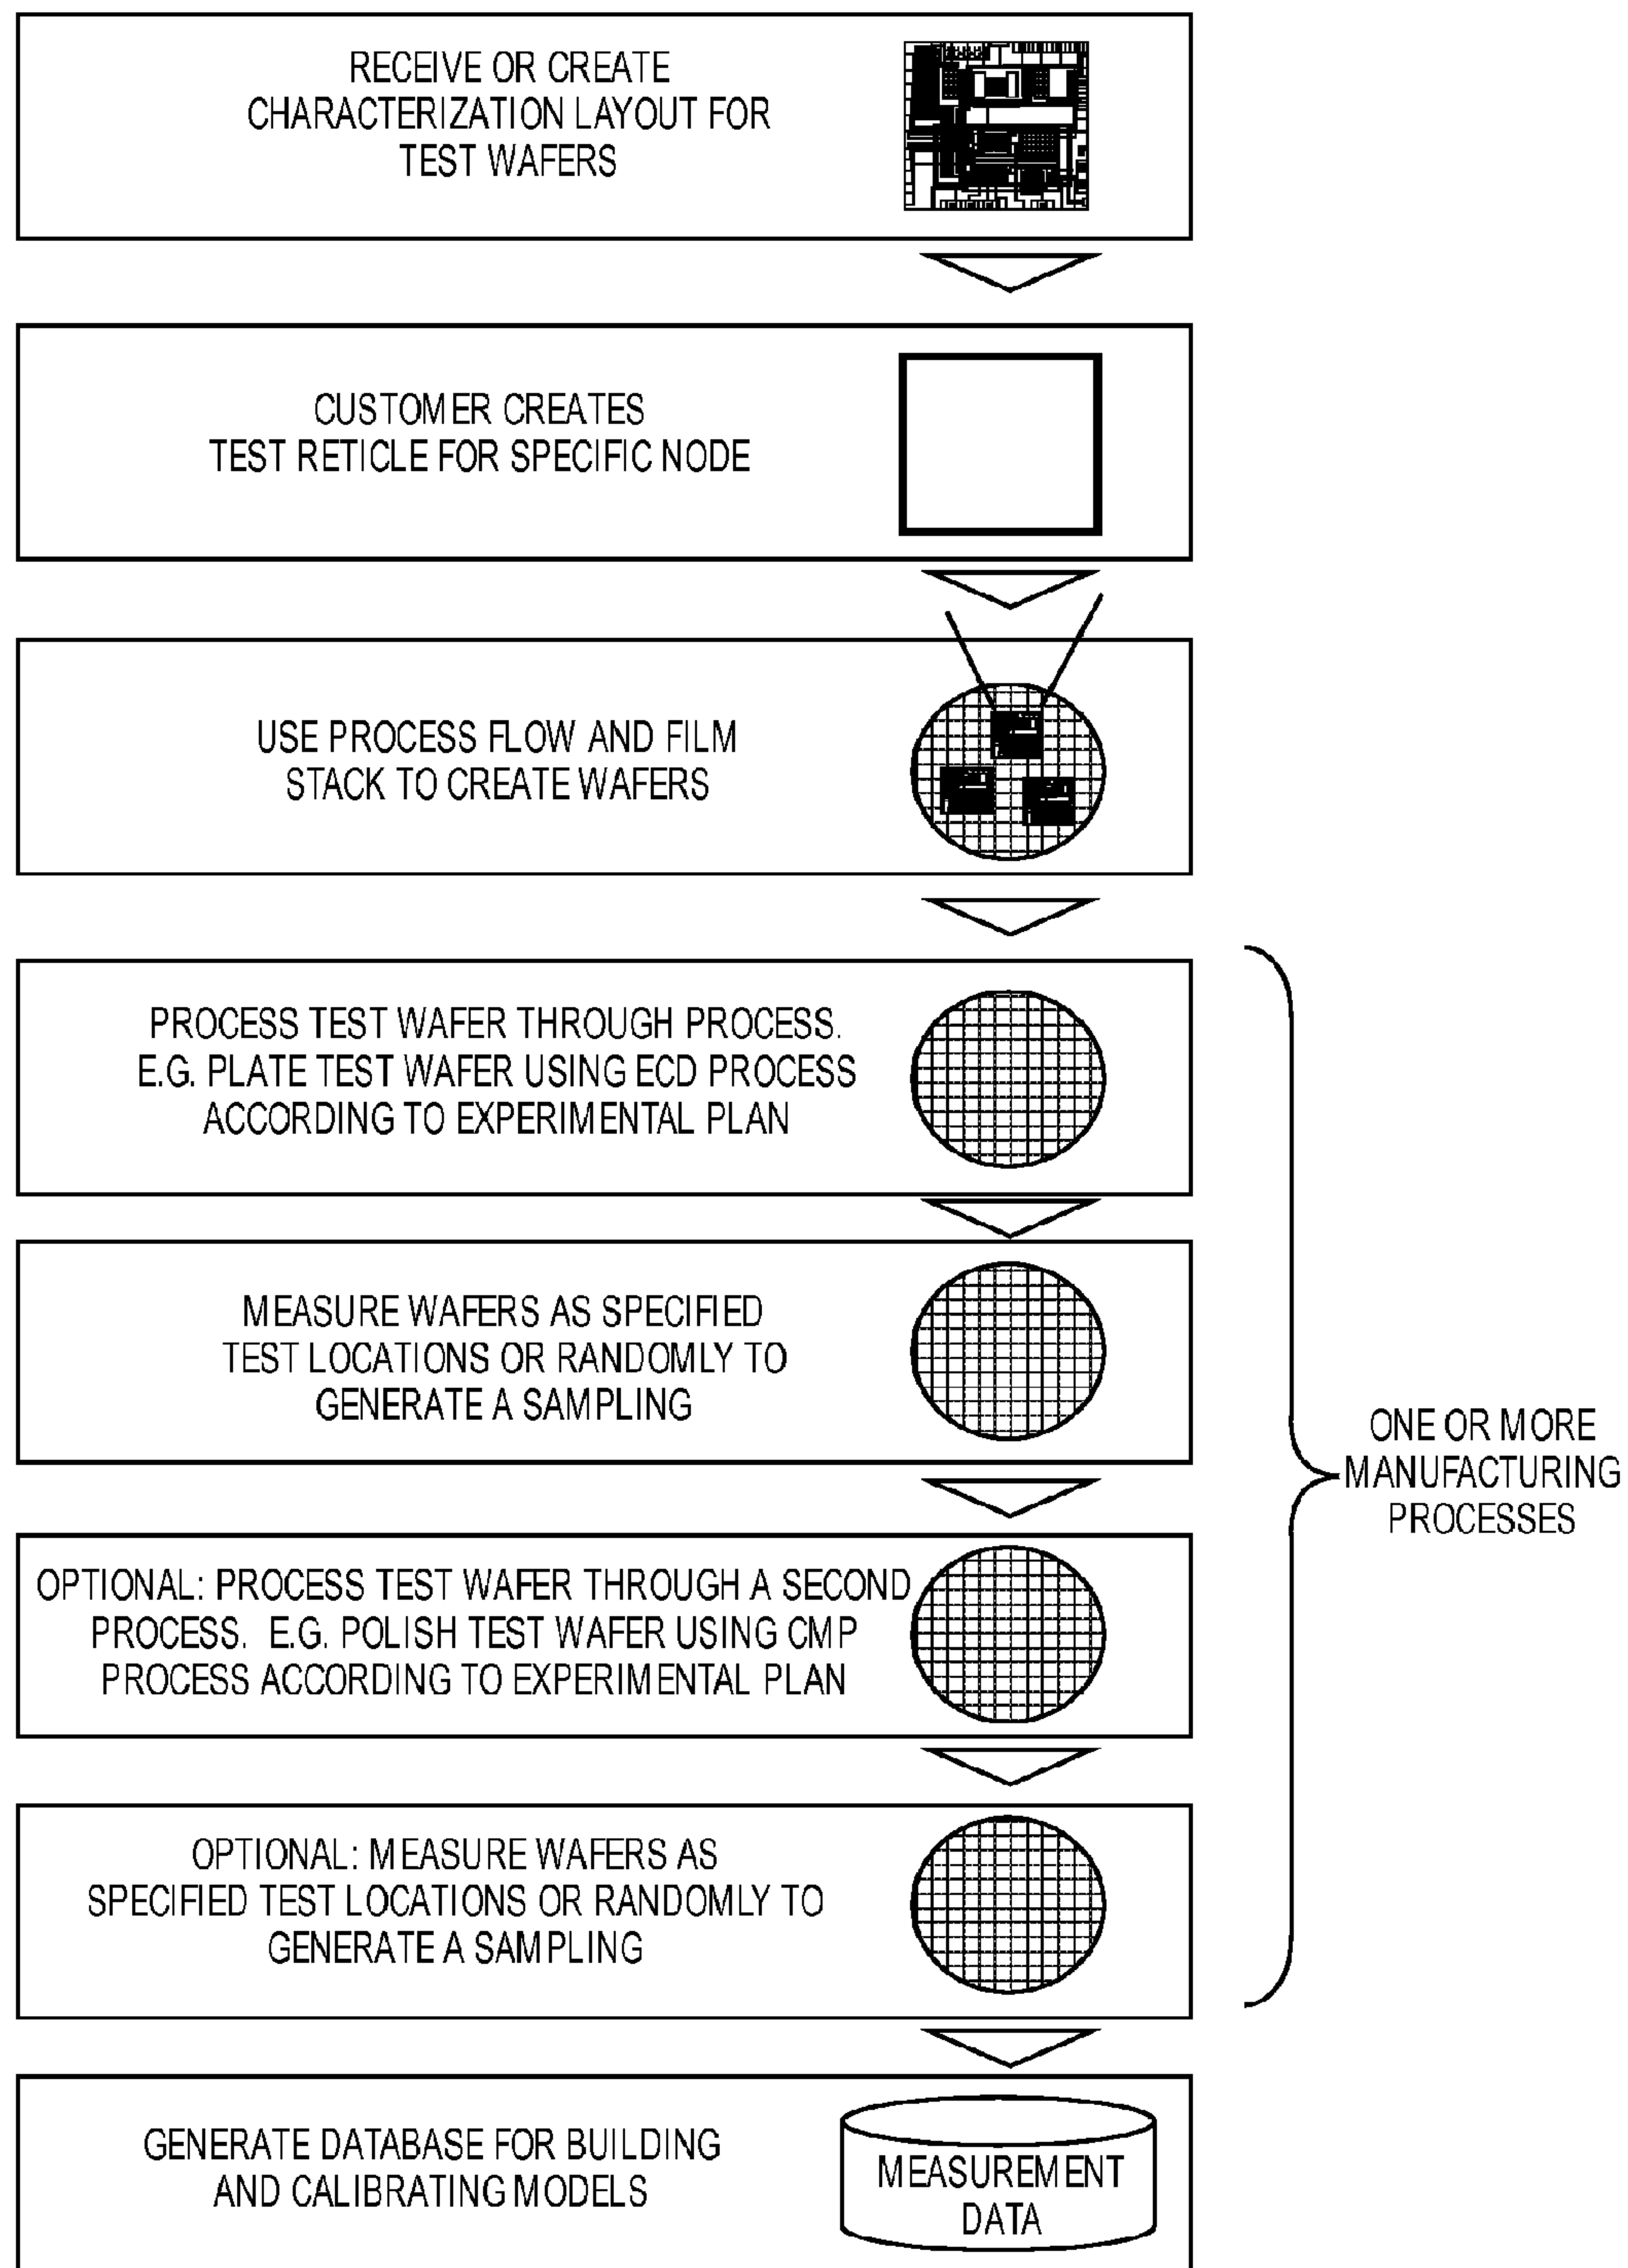 RECEIVE OR CREATE
CHARACTERIZATION LAYOUT FOR
TEST WAFERS
CUSTOMER CREATES
TEST RETICLE FOR SPECIFIC NODE
USE PROCESS FLOW AND FILM
STACK TO CREATE WAFERS
PROCESS TEST WAFER THROUGH PROCESS.
E.G. PLATE TEST WAFER USING ECD PROCESS
ACCORDING TO EXPERIMENTAL PLAN
MEASURE WAFERS AS SPECIFIED
TEST LOCATIONS OR RANDOMLY TO
GENERATE A SAMPLING
OPTIONAL: PROCESS TEST WAFER THROUGH A SECOND
PROCESS. E.G. POLISH TEST WAFER USING CMP
PROCESS ACCORDING TO EXPERIMENTAL PLAN
OPTIONAL: MEASURE WAFERS AS
SPECIFIED TEST LOCATIONS OR RANDOMLY TO
GENERATE A SAMPLING
ONE OR MORE
MANUFACTURING
PROCESSES
GENERATE DATABASE FOR BUILDING
AND CALIBRATING MODELS
MEASUREMENT
DATA